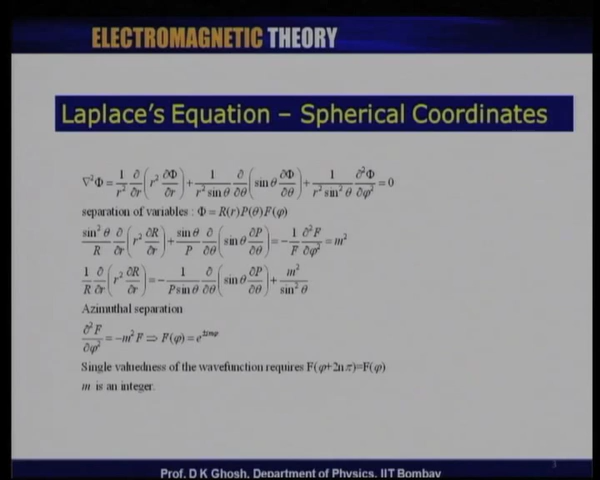 ELECTROMAGNETIC THEORY
Laplace's Equation – Spherical Coordinates
∇²Φ = 1/r² ∂/∂r (r² ∂Φ/∂r) + 1/(r² sin θ) ∂/∂θ (sin θ ∂Φ/∂θ) + 1/(r² sin² θ) ∂²Φ/∂φ² = 0
separation of variables : Φ = R(r)P(θ)F(φ)
sin² θ/R ∂/∂r (r² ∂R/∂r) + sin θ/P ∂/∂θ (sin θ ∂P/∂θ) = − 1/F ∂²F/∂φ² = m²
1/R ∂/∂r (r² ∂R/∂r) = − 1/(P sin θ) ∂/∂θ (sin θ ∂P/∂θ) + m²/sin² θ
Azimuthal separation
∂²F/∂φ² = −m² F ⇒ F(φ) = e^{±imφ}
Single valuedness of the wavefunction requires F(φ+2nπ)=F(φ)
m is an integer.
3
Prof. D K Ghosh, Department of Physics, IIT Bombay